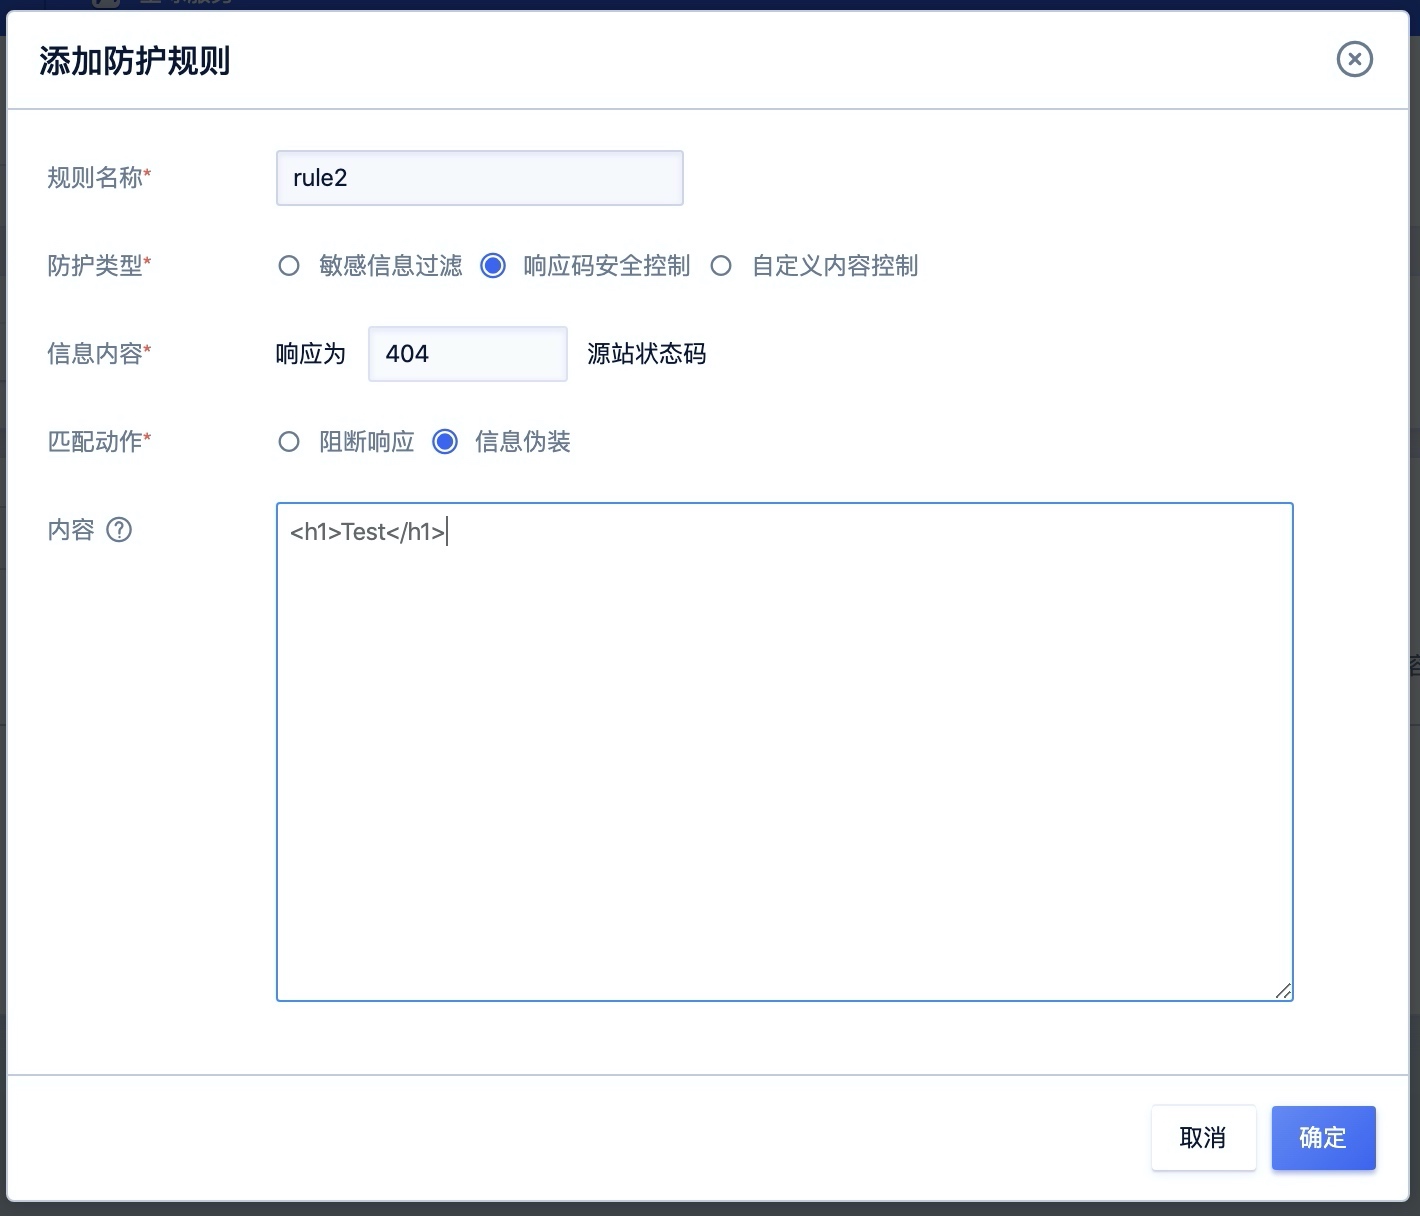 添加防护规则
规则名称*
rule2
防护类型*
敏感信息过滤 响应码安全控制 自定义内容控制
信息内容*
响应为 404 源站状态码
匹配动作*
阻断响应 信息伪装
内容 ?
<h1>Test</h1>
取消 确定